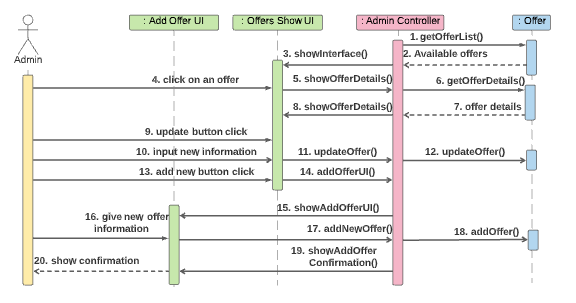 : Add Offer UI
: Offers Show UI
: Admin Controller
: Offer
Admin
1. getOfferList()
2. Available offers
3. showInterface()
4. click on an offer
5. showOfferDetails()
6. getOfferDetails()
7. offer details
8. showOfferDetails()
9. update button click
10. input new information
11. updateOffer()
12. updateOffer()
13. add new button click
14. addOfferUI()
15. showAddOfferUI()
16. give new offer
information
17. addNewOffer()
18. addOffer()
19. showAddOffer
Confirmation()
20. show confirmation